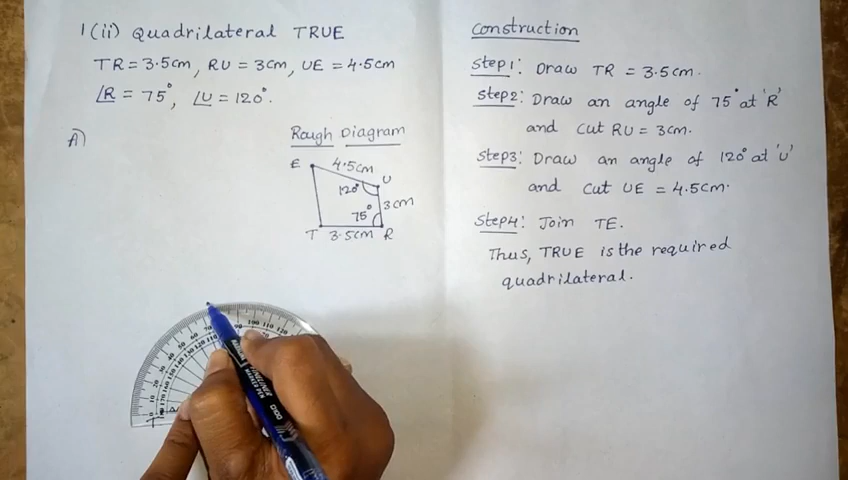 1(ii) Quadrilateral TRUE
TR = 3.5cm, RU = 3cm, UE = 4.5cm
∠R = 75°, ∠U = 120°.
A)
Rough Diagram
E 4.5cm U
120°
3cm
75°
T 3.5cm R
Construction
Step1: Draw TR = 3.5cm.
Step2: Draw an angle of 75° at 'R'
and cut RU = 3cm.
Step3: Draw an angle of 120° at 'U'
and cut UE = 4.5cm.
Step4: Join TE.
Thus, TRUE is the required
quadrilateral.